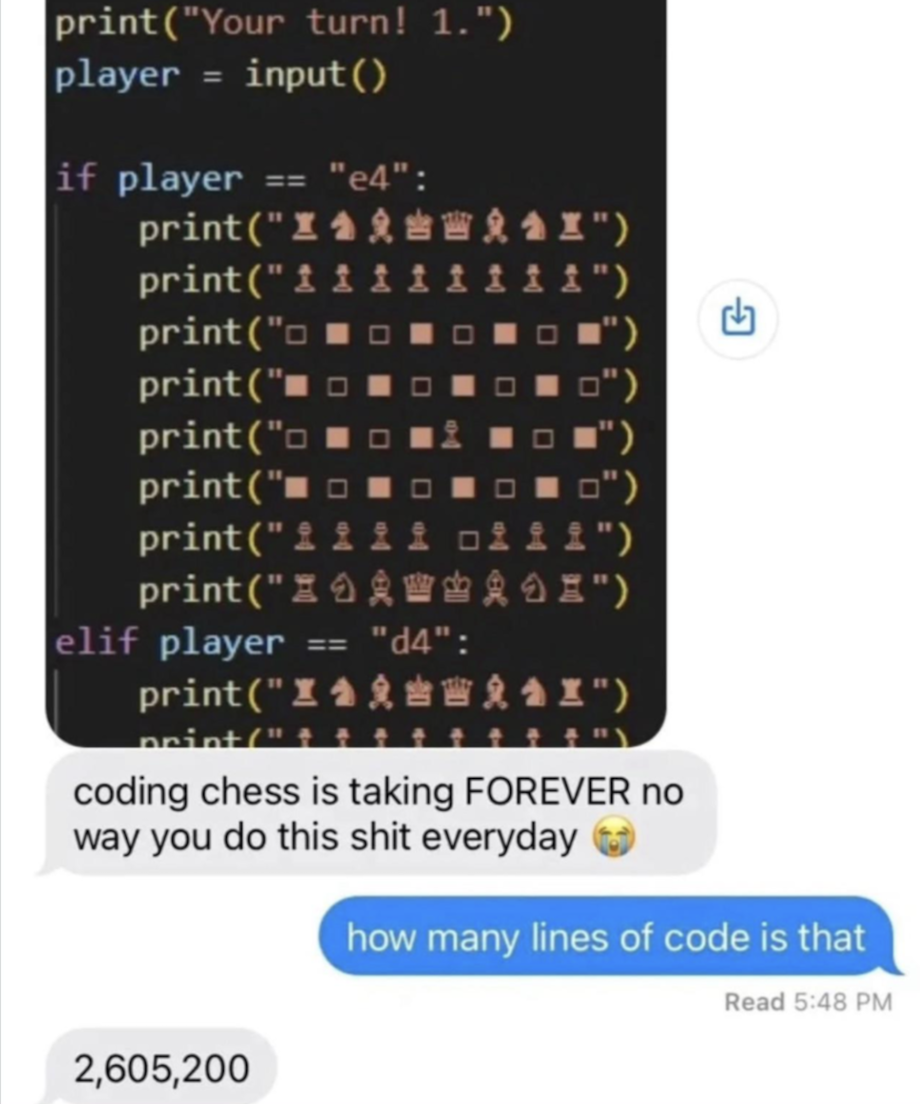 print("Your turn! 1.")
player = input()
if player == "e4":
print("♜♞♝♚♛♝♞♜")
print("♟♟♟♟♟♟♟♟")
print("□ ■ □ ■ □ ■ □ ■")
print("■ □ ■ □ ■ □ ■ □")
print("□ ■ □ ■♙ ■ □ ■")
print("■ □ ■ □ ■ □ ■ □")
print("♙♙♙♙ □♙♙♙")
print("♖♘♗♕♔♗♘♖")
elif player == "d4":
print("♜♞♝♚♛♝♞♜")
print("♟♟♟♟♟♟♟♟")
coding chess is taking FOREVER no
way you do this shit everyday 😭
how many lines of code is that
Read 5:48 PM
2,605,200